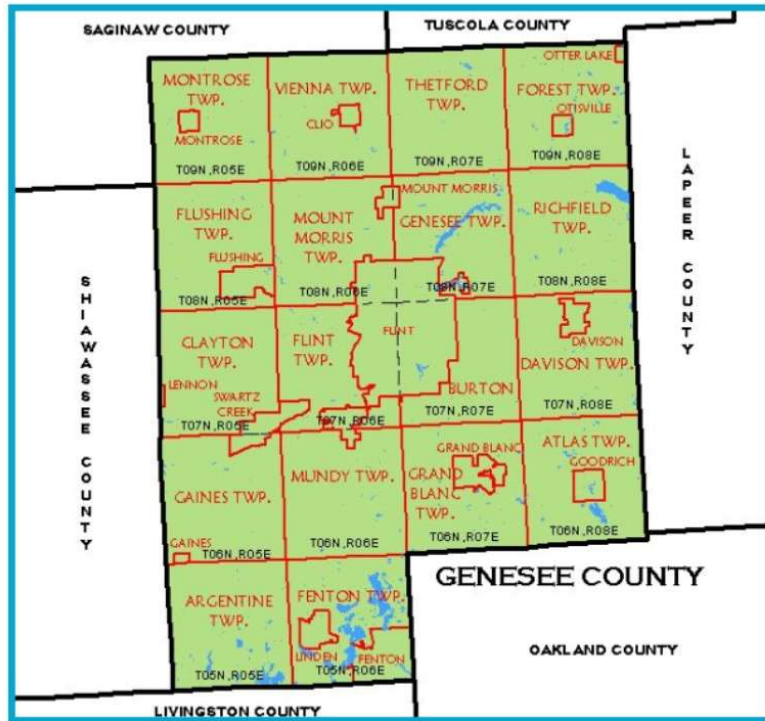 SAGINAW COUNTY
TUSCOLA COUNTY
OTTER LAKE
MONTROSE
TWP.
VIENNA TWP.
THETFORD
TWP.
FOREST TWP.
CLIO
OTISVILLE
MONTROSE
T09N,R05E
T09N,R06E
T09N,R07E
T09N,R08E
MOUNT MORRIS
FLUSHING
TWP.
MOUNT
MORRIS
TWP.
GENESEE TWP.
RICHFIELD
TWP.
FLUSHING
T08N,R05E
T08N,R06E
T08N,R07E
T08N,R08E
CLAYTON
TWP.
FLINT
TWP.
FLINT
DAVISON
DAVISON TWP.
LENNON
SWARTZ
CREEK
BURTON
T07N,R05E
T07N,R06E
T07N,R07E
T07N,R08E
GAINES TWP.
MUNDY TWP.
GRAND BLANC
GRAND
BLANC
TWP.
ATLAS TWP.
GOODRICH
GAINES
T06N,R05E
T06N,R06E
T06N,R07E
T06N,R08E
ARGENTINE
TWP.
FENTON TWP.
LINDEN
FENTON
T05N,R05E
T05N,R06E
SHIAWASSEE COUNTY
LAPEER COUNTY
GENESEE COUNTY
OAKLAND COUNTY
LIVINGSTON COUNTY